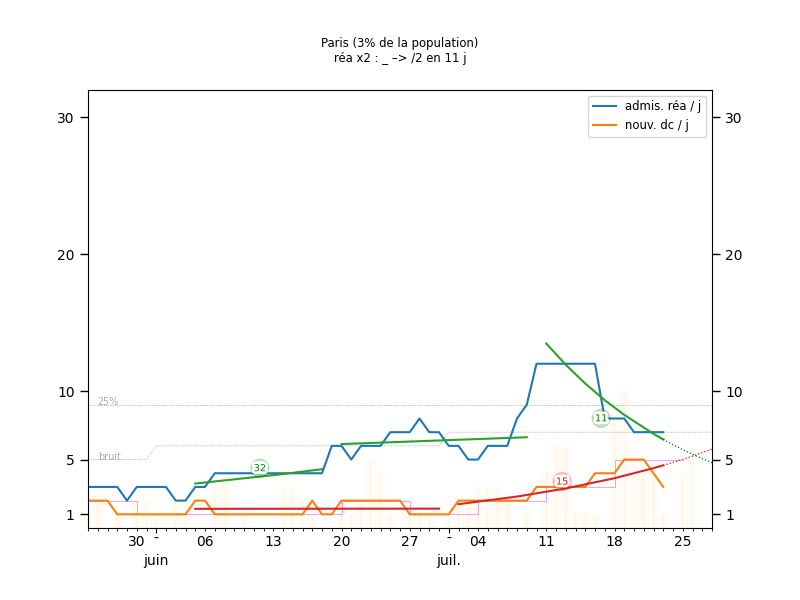 Paris (3% de la population)
réa x2 : _ –> /2 en 11 j
admis. réa / j
nouv. dc / j
30 30
20 20
10 10
25%
5 5
bruit
1 1
32
11
15
30 - 06 13 20 27 - 04 11 18 25
juin juil.